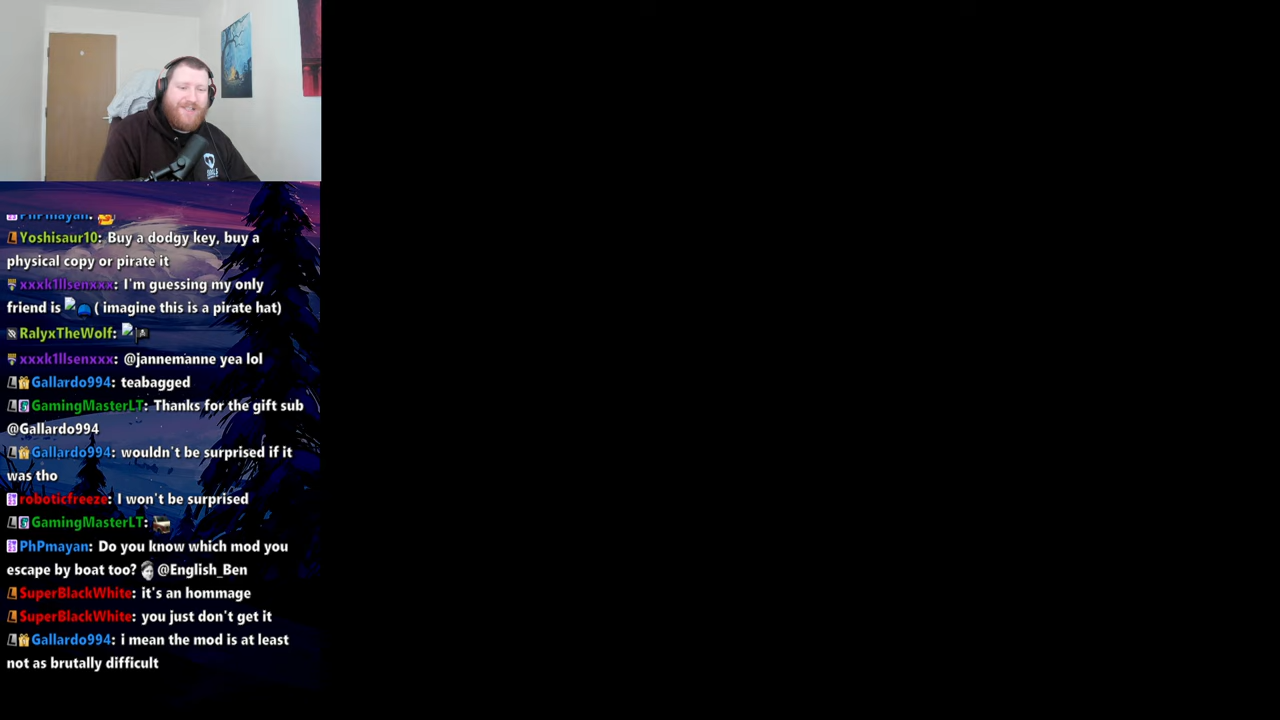 PhPmayan:
Yoshisaur10: Buy a dodgy key, buy a
physical copy or pirate it
xxxk1llsenxxx: I'm guessing my only
friend is ( imagine this is a pirate hat)
RalyxTheWolf:
xxxk1llsenxxx: @jannemanne yea lol
Gallardo994: teabagged
GamingMasterLT: Thanks for the gift sub
@Gallardo994
Gallardo994: wouldn't be surprised if it
was tho
roboticfreeze: I won't be surprised
GamingMasterLT:
PhPmayan: Do you know which mod you
escape by boat too? @English_Ben
SuperBlackWhite: it's an hommage
SuperBlackWhite: you just don't get it
Gallardo994: i mean the mod is at least
not as brutally difficult